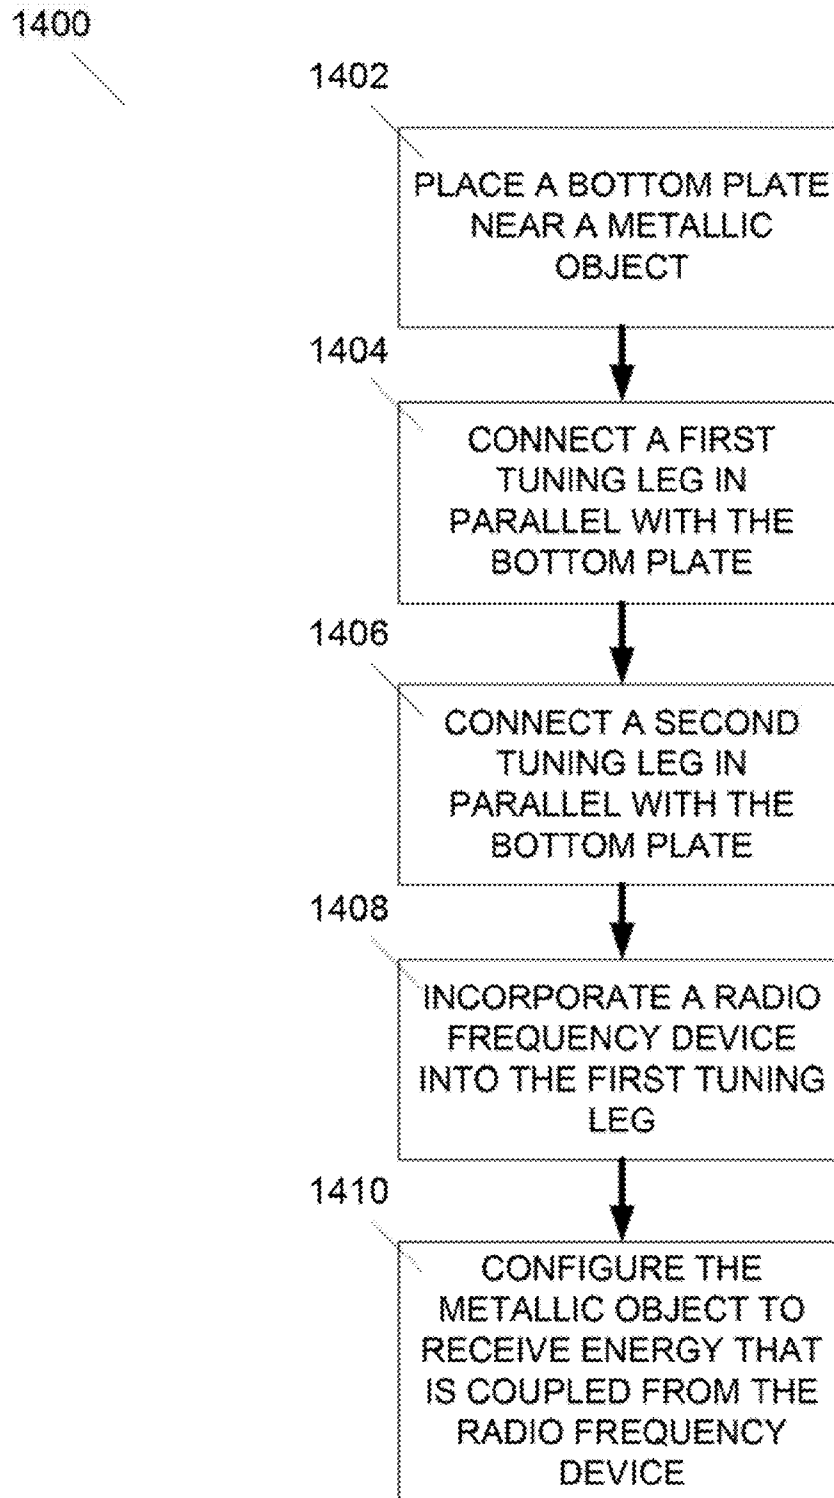 1400
1402
PLACE A BOTTOM PLATE
NEAR A METALLIC
OBJECT
1404
CONNECT A FIRST
TUNING LEG IN
PARALLEL WITH THE
BOTTOM PLATE
1406
CONNECT A SECOND
TUNING LEG IN
PARALLEL WITH THE
BOTTOM PLATE
1408
INCORPORATE A RADIO
FREQUENCY DEVICE
INTO THE FIRST TUNING
LEG
1410
CONFIGURE THE
METALLIC OBJECT TO
RECEIVE ENERGY THAT
IS COUPLED FROM THE
RADIO FREQUENCY
DEVICE